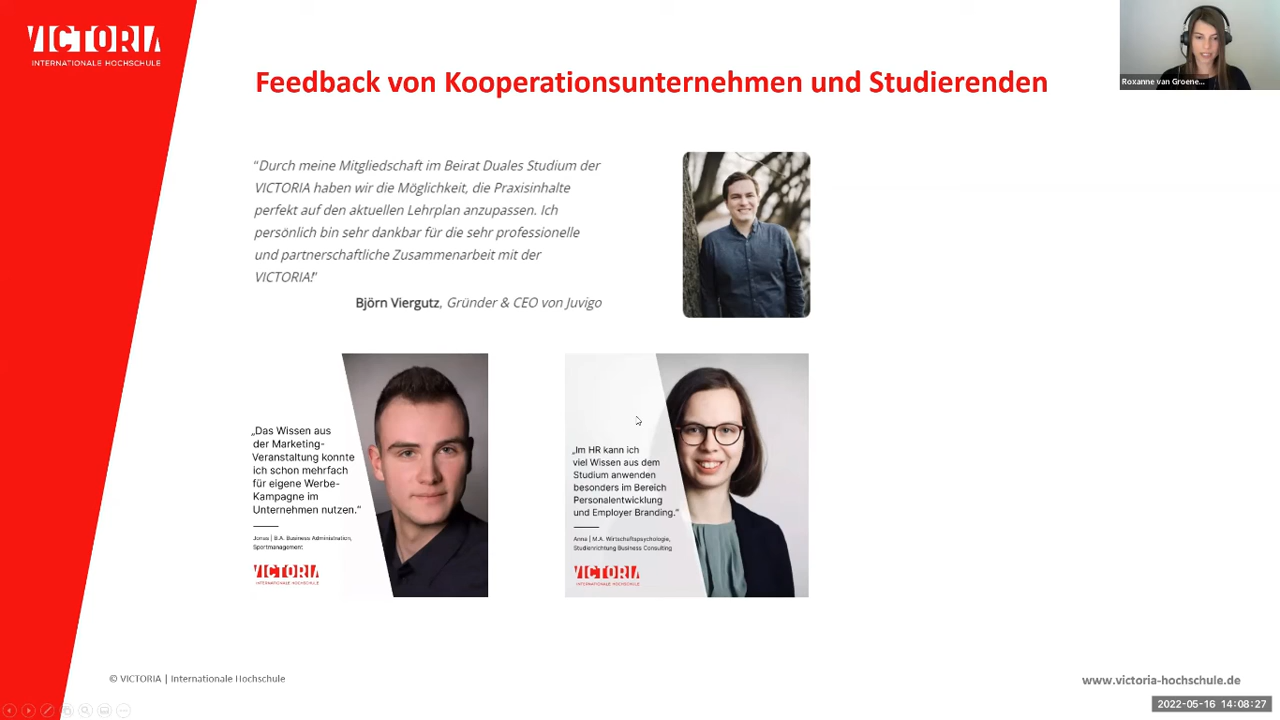 VICTORIA
INTERNATIONALE HOCHSCHULE
Feedback von Kooperationsunternehmen und Studierenden
Roxanne van Groene...
“Durch meine Mitgliedschaft im Beirat Duales Studium der
VICTORIA haben wir die Möglichkeit, die Praxisinhalte
perfekt auf den aktuellen Lehrplan anzupassen. Ich
persönlich bin sehr dankbar für die sehr professionelle
und partnerschaftliche Zusammenarbeit mit der
VICTORIA!“
Björn Viergutz, Gründer & CEO von Juvigo
„Das Wissen aus
der Marketing-
Veranstaltung konnte
ich schon mehrfach
für eigene Werbe-
Kampagne im
Unternehmen nutzen.“
Jonas | B.A. Business Administration,
Sportmanagement
VICTORIA
INTERNATIONALE HOCHSCHULE
„Im HR kann ich
viel Wissen aus dem
Studium anwenden
besonders im Bereich
Personalentwicklung
und Employer Branding.“
Anna | M.A. Wirtschaftspsychologie,
Studienrichtung Business Consulting
VICTORIA
INTERNATIONALE HOCHSCHULE
© VICTORIA | Internationale Hochschule
www.victoria-hochschule.de
2022-05-16 14:08:27